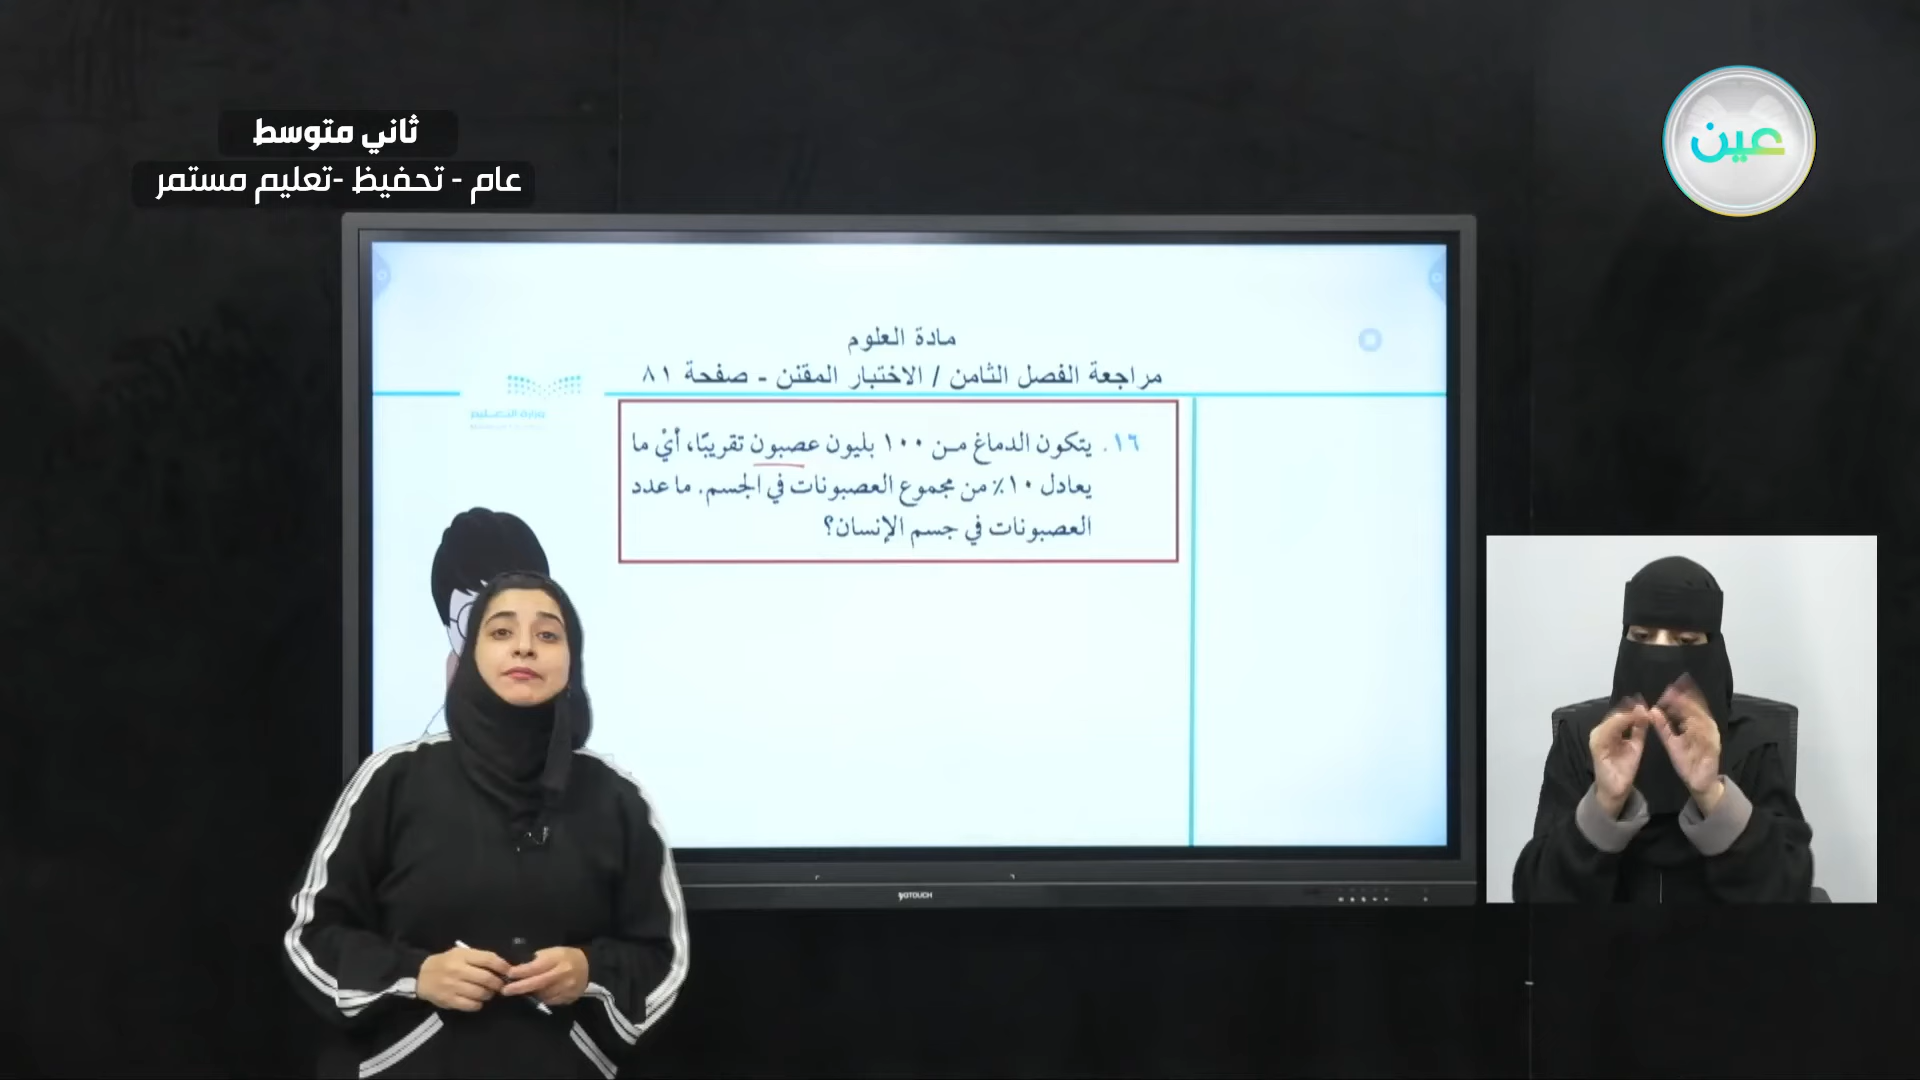 ثاني متوسط
عام - تحفيظ -تعليم مستمر
عين
مادة العلوم
مراجعة الفصل الثامن / الاختبار المقنن - صفحة ٨١
وزارة التعليم
١٦. يتكون الدماغ من ١٠٠ بليون عصبون تقريبًا، أيْ ما
يعادل ١٠٪ من مجموع العصبونات في الجسم. ما عدد
العصبونات في جسم الإنسان؟